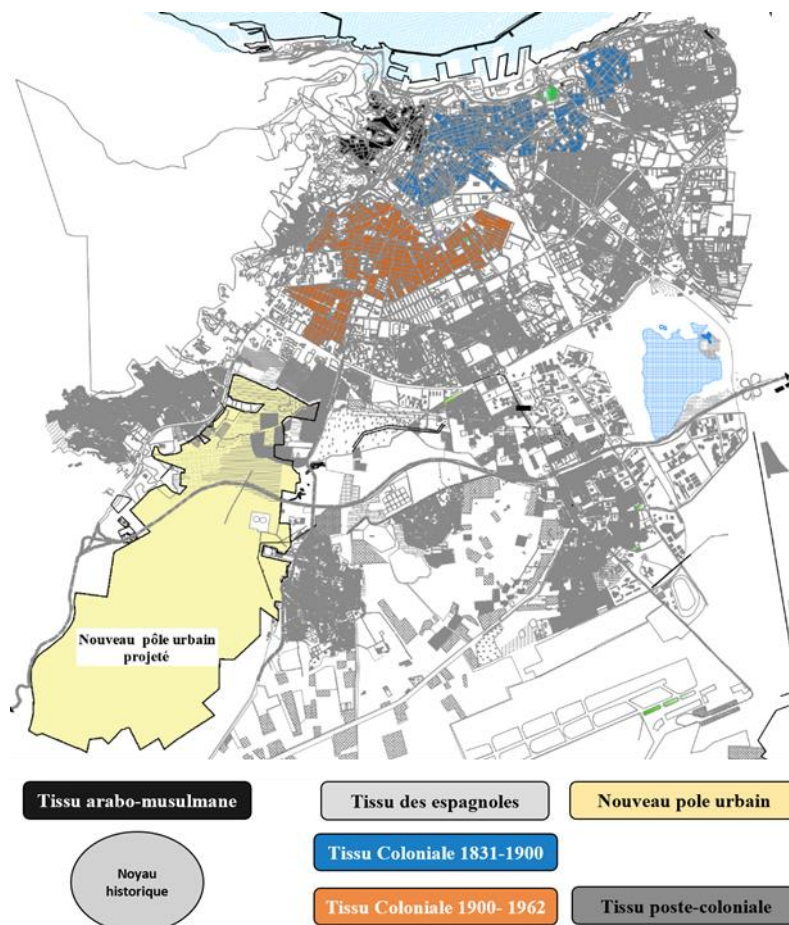 Nouveau pôle urbain
projeté
Tissu arabo-musulmane
Tissu des espagnoles
Nouveau pole urbain
Noyau
historique
Tissu Coloniale 1831-1900
Tissu Coloniale 1900- 1962
Tissu poste-coloniale